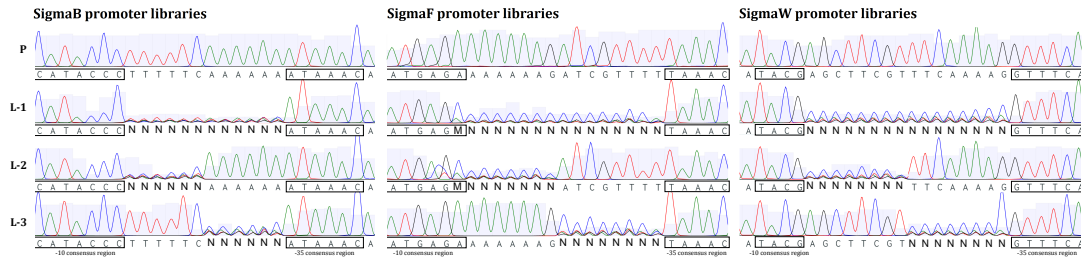 SigmaB promoter libraries SigmaF promoter libraries SigmaW promoter libraries
P
C A T A C C C T T T T T C A A A A A A A T A A A C A A T G A G A A A A A A A G A T C G T T T T T A A A C A T A C G A G C T T C G T T T C A A A A G G T T T C A
L-1
C A T A C C C N N N N N N N N N N N N A T A A A C A A T G A G M N N N N N N N N N N N N N N N T A A A C A T A C G N N N N N N N N N N N N N N N N G T T T C A
L-2
C A T A C C C N N N N N N A A A A A A A T A A A C A A T G A G M N N N N N N N A T C G T T T T T A A A C A T A C G N N N N N N N N T T C A A A A G G T T T C A
L-3
C A T A C C C T T T T T C N N N N N N A T A A A C A A T G A G A A A A A A A G N N N N N N N N T A A A C A T A C G A G C T T C G T N N N N N N N N G T T T C A
-10 consensus region -35 consensus region -10 consensus region -35 consensus region -10 consensus region -35 consensus region